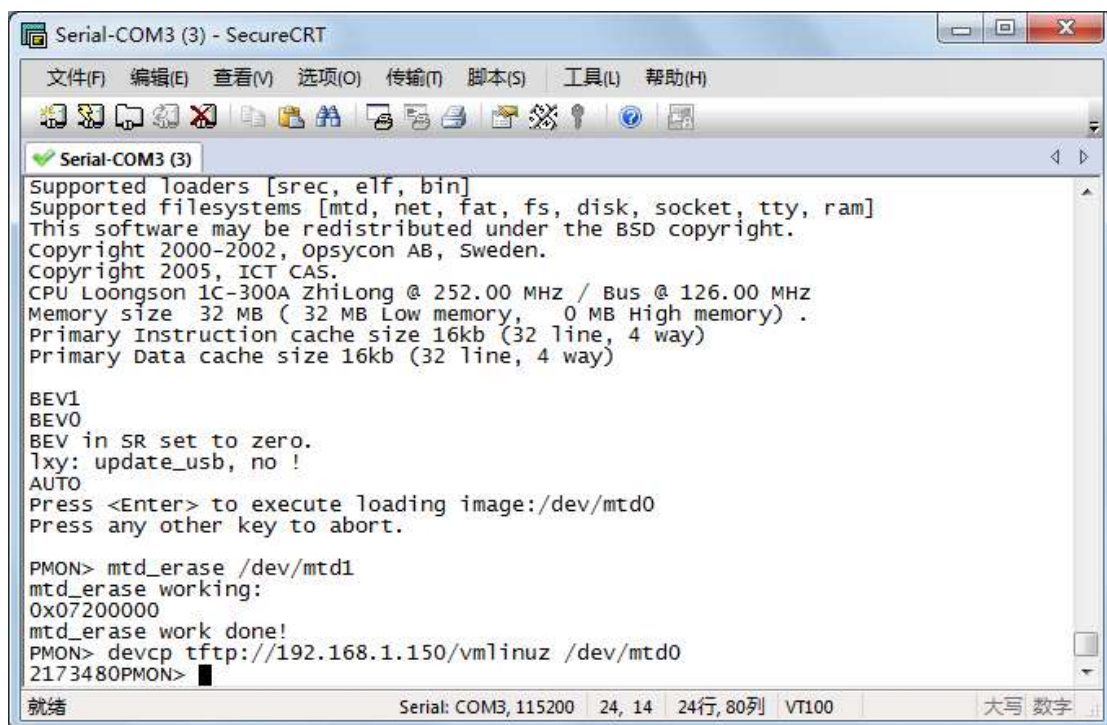 Serial-COM3 (3) - SecureCRT
文件(F) 编辑(E) 查看(V) 选项(O) 传输(T) 脚本(S) 工具(L) 帮助(H)
Serial-COM3 (3)
Supported loaders [srec, elf, bin]
Supported filesystems [mtd, net, fat, fs, disk, socket, tty, ram]
This software may be redistributed under the BSD copyright.
Copyright 2000-2002, Opsycon AB, Sweden.
Copyright 2005, ICT CAS.
CPU Loongson 1C-300A ZhiLong @ 252.00 MHz / Bus @ 126.00 MHz
Memory size  32 MB ( 32 MB Low memory,   0 MB High memory) .
Primary Instruction cache size 16kb (32 line, 4 way)
Primary Data cache size 16kb (32 line, 4 way)
BEV1
BEV0
BEV in SR set to zero.
lxy: update_usb, no !
AUTO
Press <Enter> to execute loading image:/dev/mtd0
Press any other key to abort.
PMON> mtd_erase /dev/mtd1
mtd_erase working:
0x07200000
mtd_erase work done!
PMON> devcp tftp://192.168.1.150/vmlinuz /dev/mtd0
2173480PMON>
就绪 Serial: COM3, 115200 24, 14 24行, 80列 VT100 大写 数字